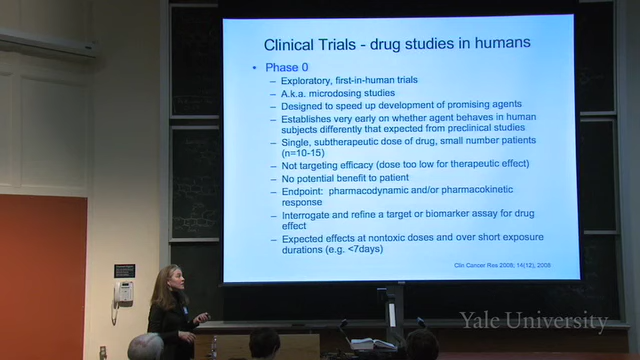 Clinical Trials - drug studies in humans
• Phase 0
– Exploratory, first-in-human trials
– A.k.a. microdosing studies
– Designed to speed up development of promising agents
– Establishes very early on whether agent behaves in human
subjects differently that expected from preclinical studies
– Single, subtherapeutic dose of drug, small number patients
(n=10-15)
– Not targeting efficacy (dose too low for therapeutic effect)
– No potential benefit to patient
– Endpoint: pharmacodynamic and/or pharmacokinetic
response
– Interrogate and refine a target or biomarker assay for drug
effect
– Expected effects at nontoxic doses and over short exposure
durations (e.g. <7days)
Clin Cancer Res 2008; 14(12), 2008
Yale University